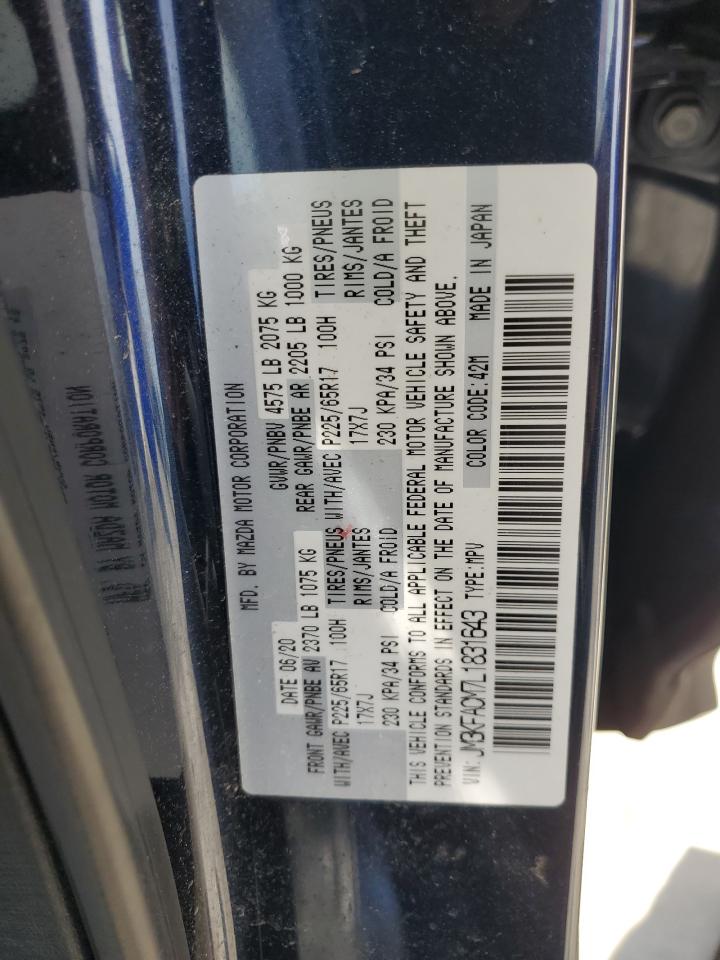 MFD. BY MAZDA MOTOR CORPORATION
DATE 06/20 GVWR/PNBV 4575 LB 2075 KG
FRONT GAWR/PNBE AV 2370 LB 1075 KG REAR GAWR/PNBE AR 2205 LB 1000 KG
WITH/AVEC P225/65R17 100H TIRES/PNEUS WITH/AVEC P225/65R17 100H TIRES/PNEUS
17X7J RIMS/JANTES 17X7J RIMS/JANTES
230 KPA/34 PSI COLD/A FROID 230 KPA/34 PSI COLD/A FROID
THIS VEHICLE CONFORMS TO ALL APPLICABLE FEDERAL MOTOR VEHICLE SAFETY AND THEFT
PREVENTION STANDARDS IN EFFECT ON THE DATE OF MANUFACTURE SHOWN ABOVE.
VIN: JM3KFADM7L1831643 TYPE: MPV COLOR CODE: 42M MADE IN JAPAN